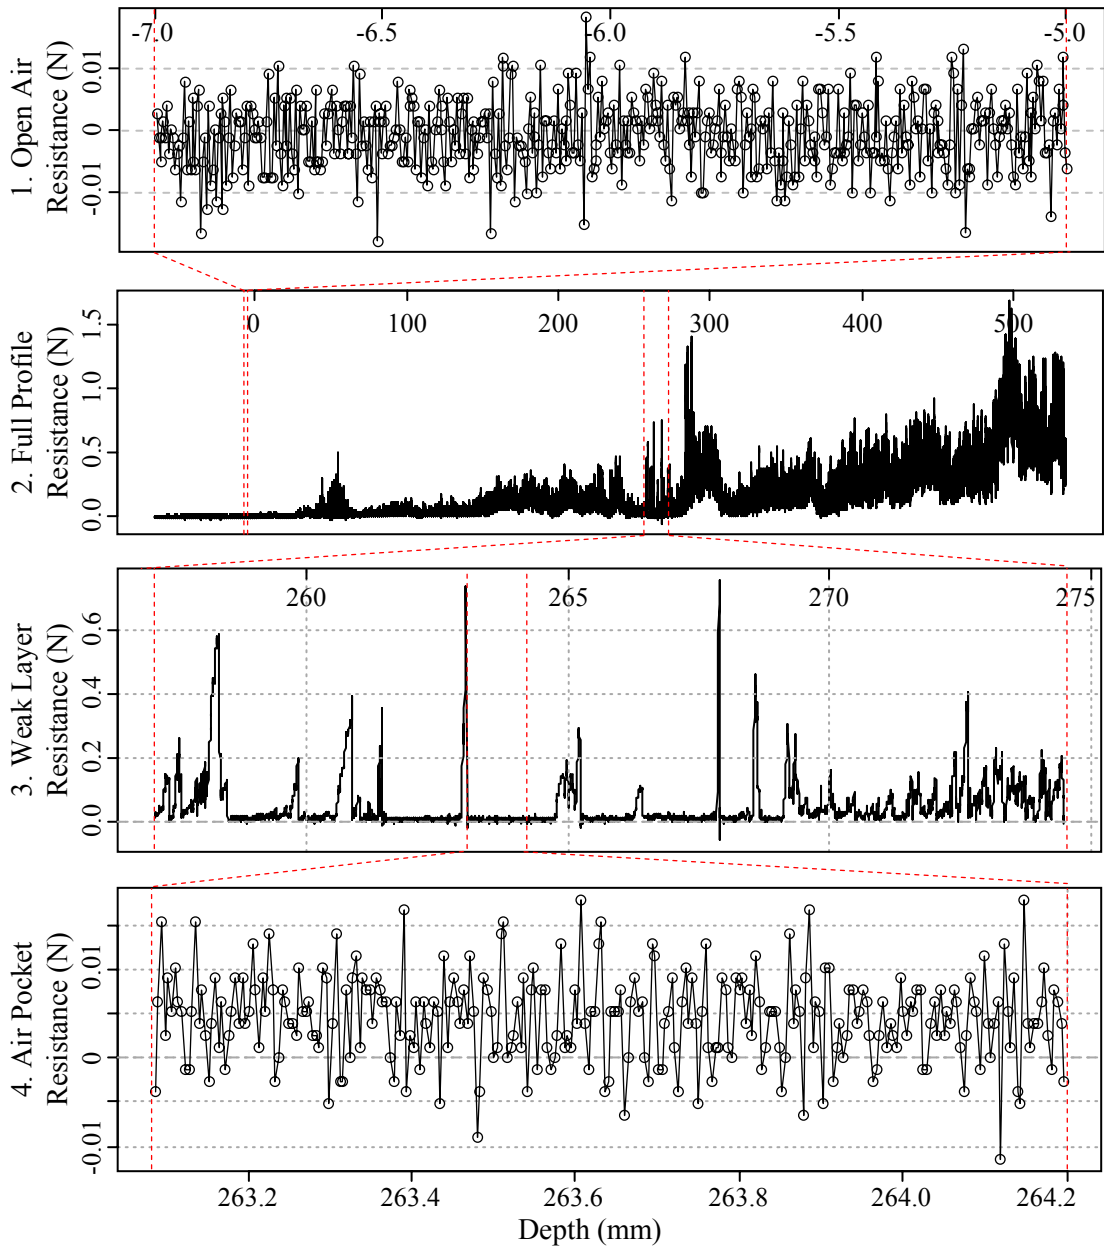 -7.0 -6.5 -6.0 -5.5 -5.0
1. Open Air
Resistance (N)
0.01
0
-0.01
0 100 200 300 400 500
2. Full Profile
Resistance (N)
1.5
1.0
0.5
0.0
260 265 270 275
3. Weak Layer
Resistance (N)
0.6
0.4
0.2
0.0
4. Air Pocket
Resistance (N)
0.01
0
-0.01
263.2 263.4 263.6 263.8 264.0 264.2
Depth (mm)